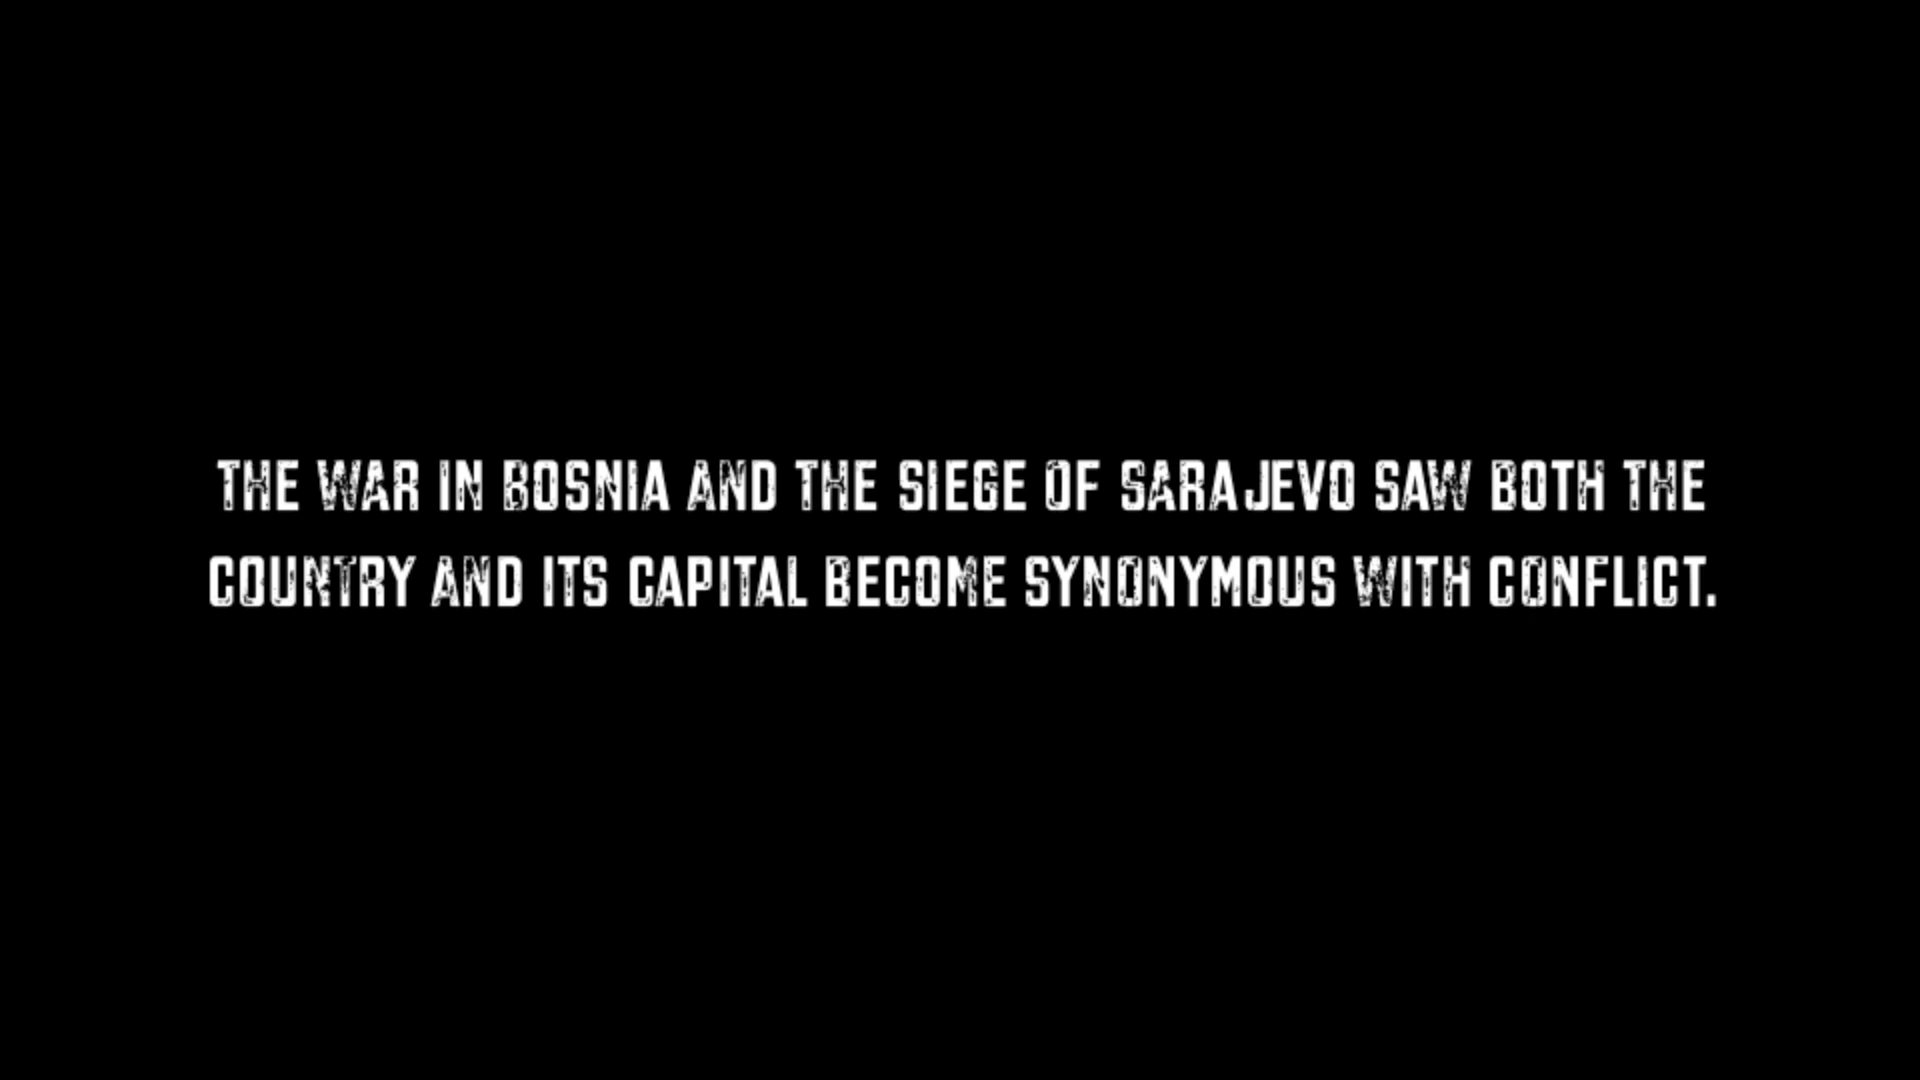 THE WAR IN BOSNIA AND THE SIEGE OF SARAJEVO SAW BOTH THE
COUNTRY AND ITS CAPITAL BECOME SYNONYMOUS WITH CONFLICT.